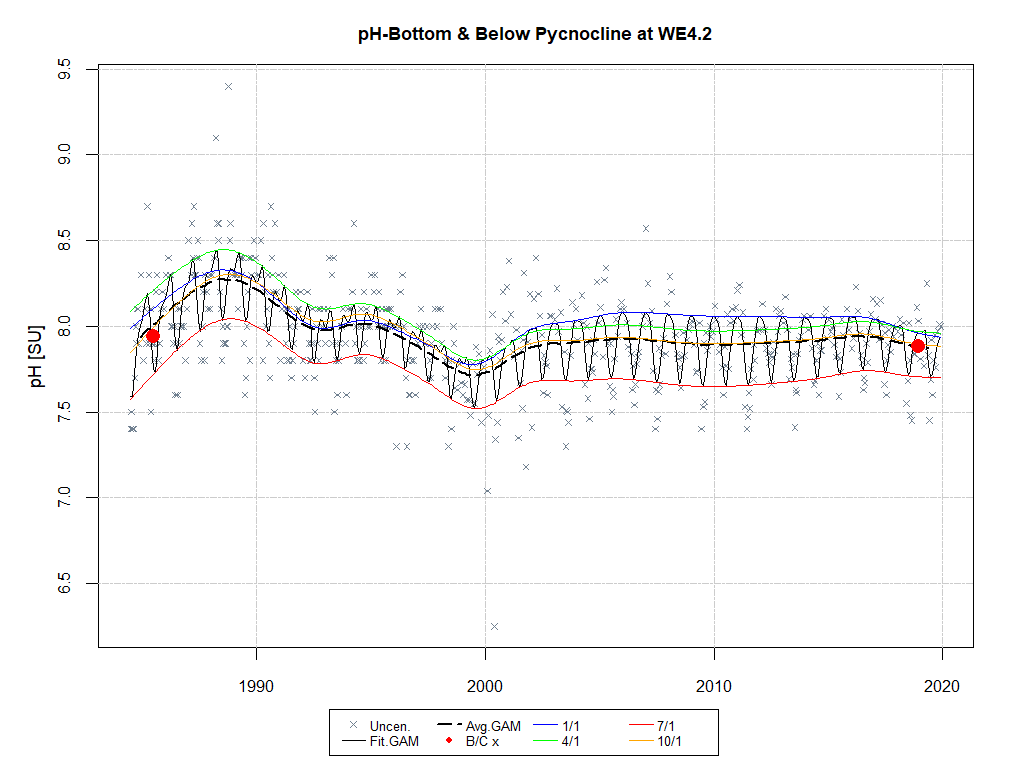 pH-Bottom & Below Pycnocline at WE4.2
pH [SU]
9.5
9.0
8.5
8.0
7.5
7.0
6.5
1990 2000 2010 2020
Uncen. Avg.GAM 1/1 7/1
Fit.GAM B/C x 4/1 10/1